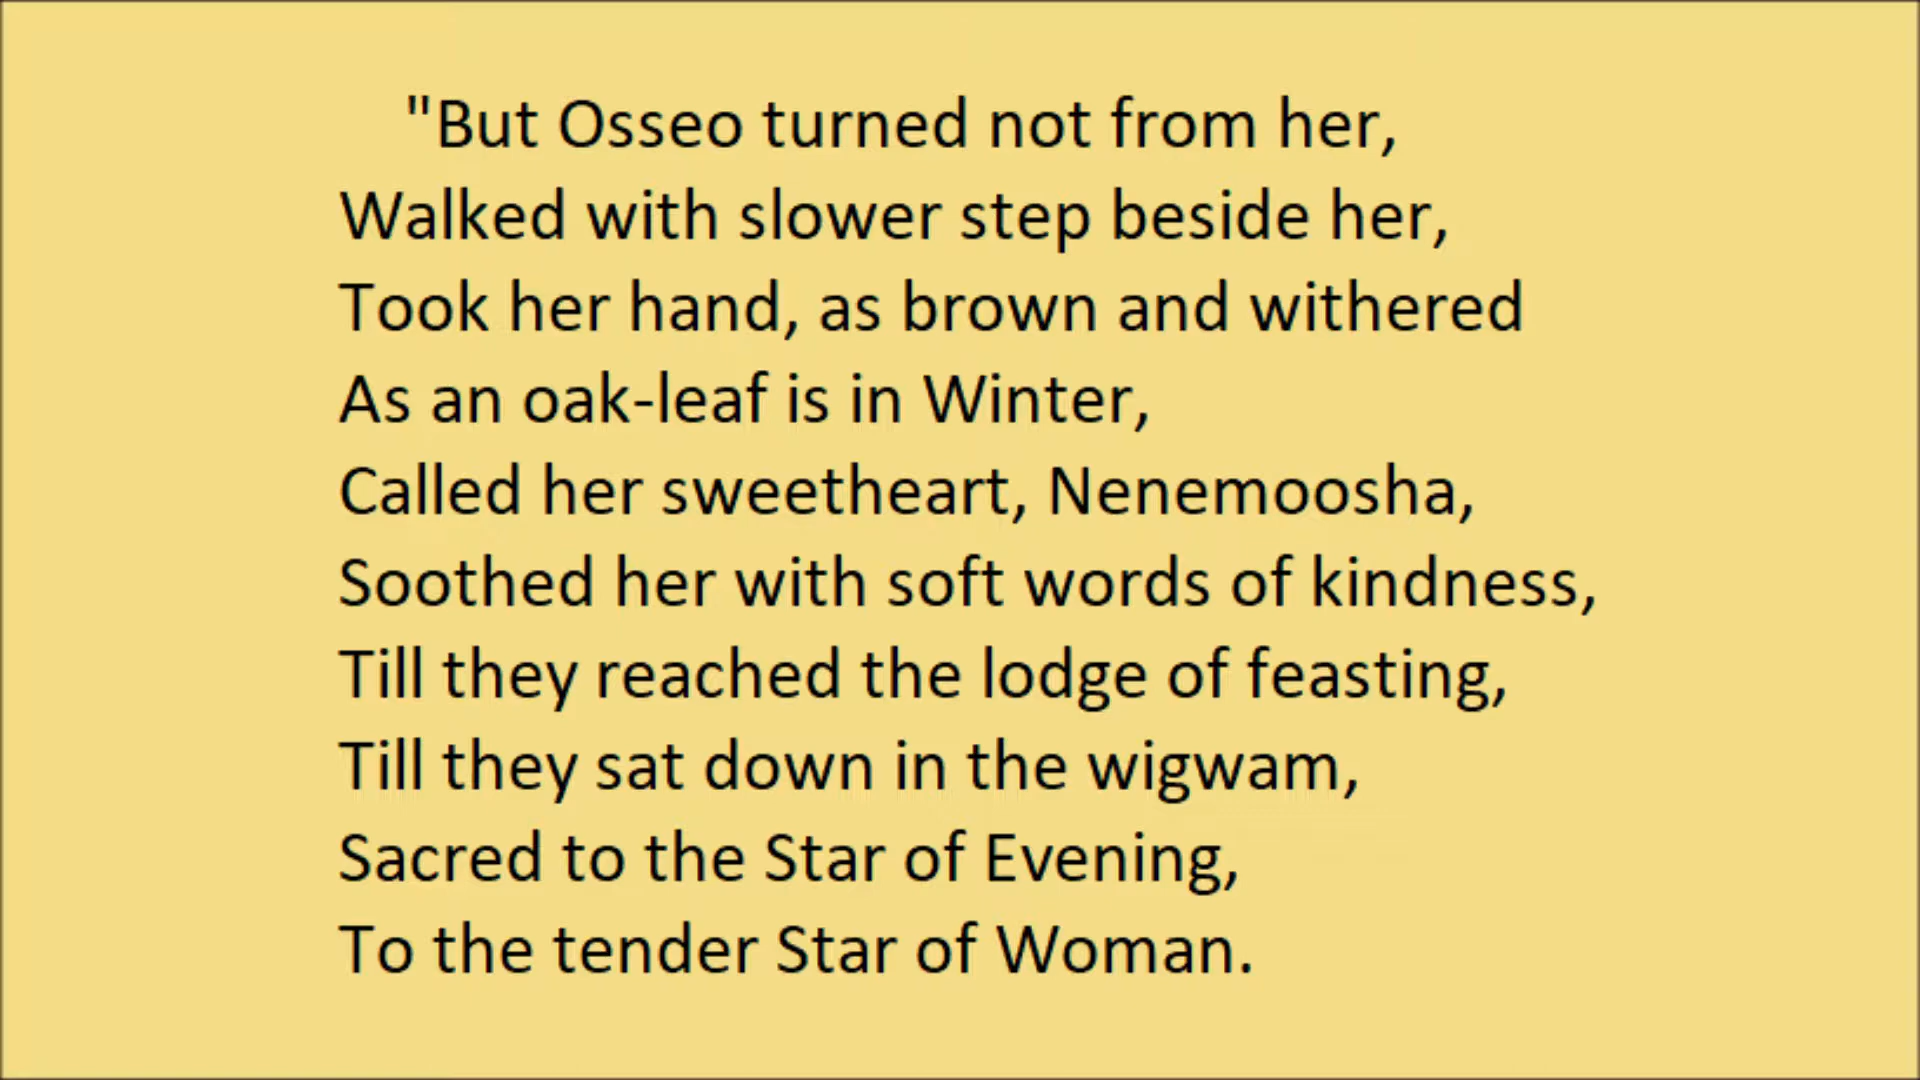 "But Osseo turned not from her,
Walked with slower step beside her,
Took her hand, as brown and withered
As an oak-leaf is in Winter,
Called her sweetheart, Nenemoosha,
Soothed her with soft words of kindness,
Till they reached the lodge of feasting,
Till they sat down in the wigwam,
Sacred to the Star of Evening,
To the tender Star of Woman.